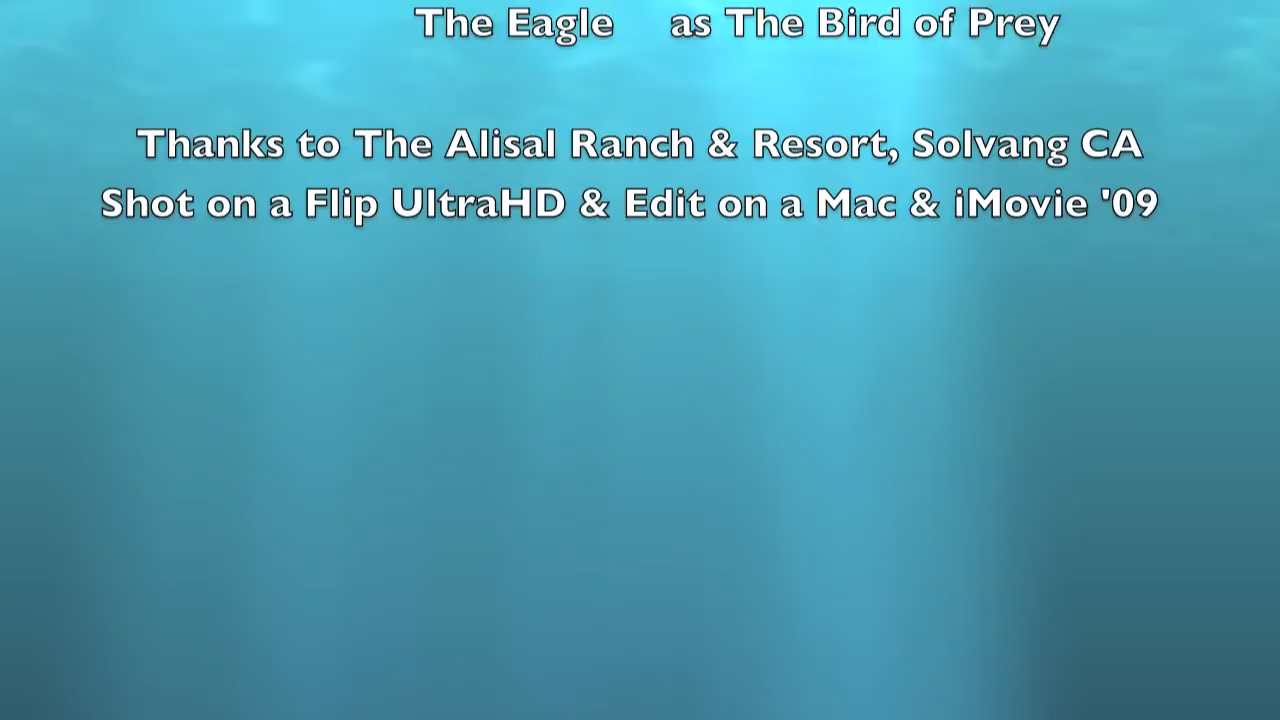 The Eagle as The Bird of Prey
Thanks to The Alisal Ranch & Resort, Solvang CA
Shot on a Flip UltraHD & Edit on a Mac & iMovie '09